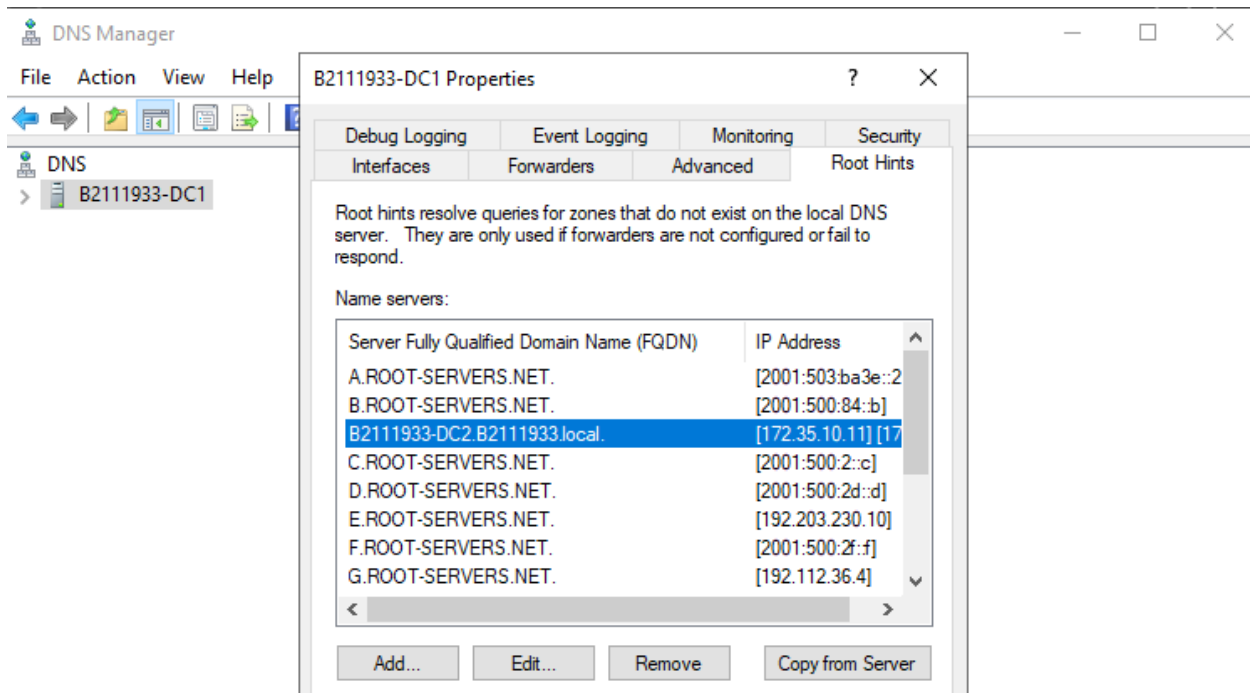 DNS Manager
File Action View Help
B2111933-DC1 Properties
?
Debug Logging Event Logging Monitoring Security
Interfaces Forwarders Advanced Root Hints
DNS
B2111933-DC1
Root hints resolve queries for zones that do not exist on the local DNS
server. They are only used if forwarders are not configured or fail to
respond.
Name servers:
Server Fully Qualified Domain Name (FQDN) IP Address
A.ROOT-SERVERS.NET. [2001:503:ba3e::2
B.ROOT-SERVERS.NET. [2001:500:84::b]
B2111933-DC2.B2111933.local. [172.35.10.11] [17
C.ROOT-SERVERS.NET. [2001:500:2::c]
D.ROOT-SERVERS.NET. [2001:500:2d::d]
E.ROOT-SERVERS.NET. [192.203.230.10]
F.ROOT-SERVERS.NET. [2001:500:2f::f]
G.ROOT-SERVERS.NET. [192.112.36.4]
Add... Edit... Remove Copy from Server